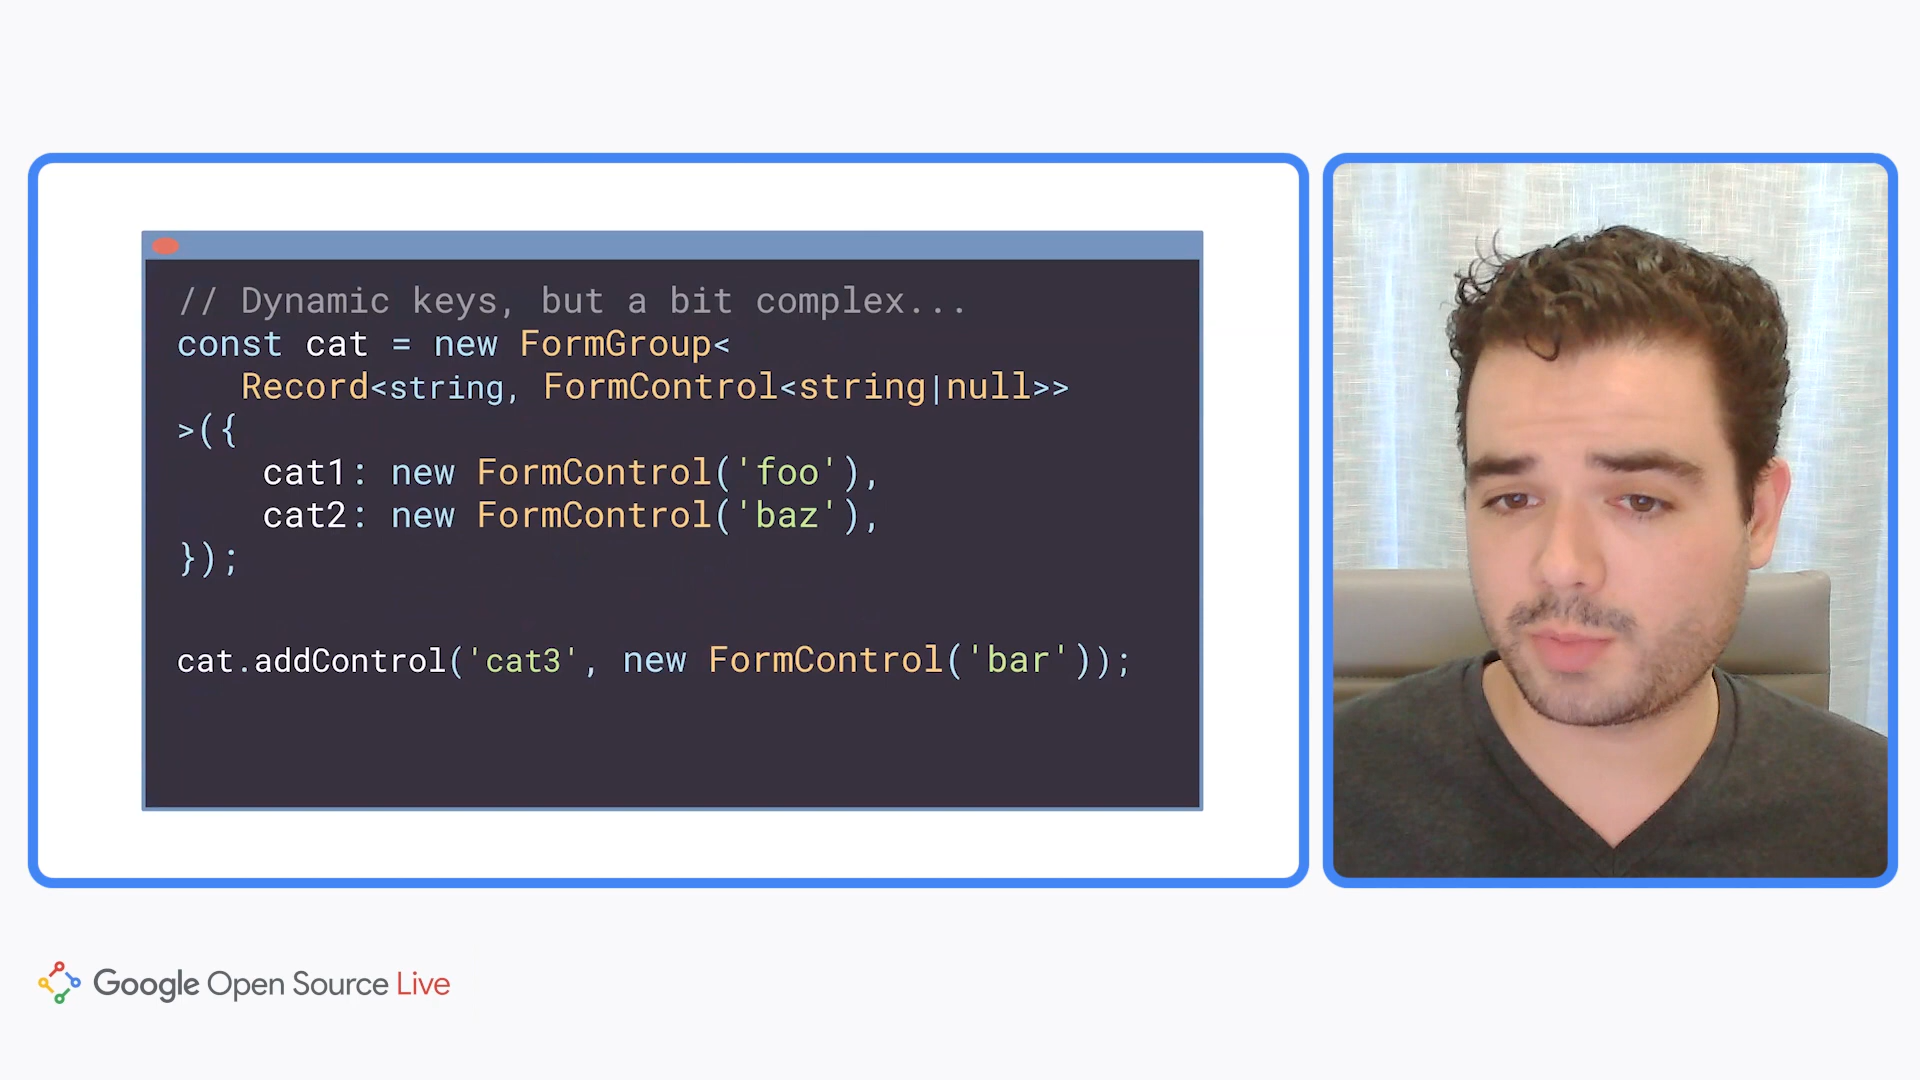 // Dynamic keys, but a bit complex...
const cat = new FormGroup<
Record<string, FormControl<string|null>>
>({
cat1: new FormControl('foo'),
cat2: new FormControl('baz'),
});
cat.addControl('cat3', new FormControl('bar'));
Google Open Source Live